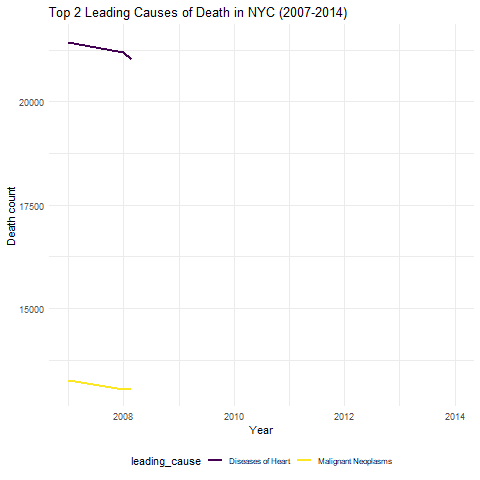 Top 2 Leading Causes of Death in NYC (2007-2014)
Death count
20000
17500
15000
2008 2010 2012 2014
Year
leading_cause Diseases of Heart Malignant Neoplasms